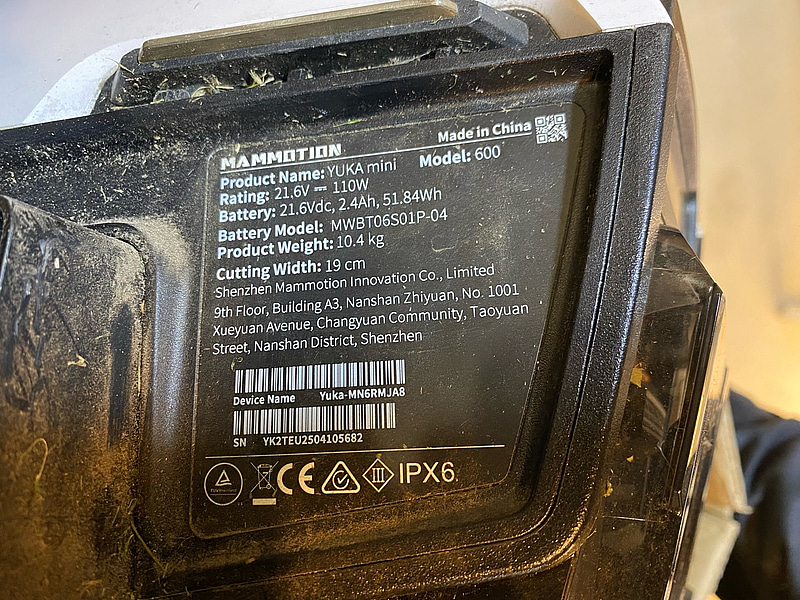 MAMMOTION Made in China
Product Name: YUKA mini Model: 600
Rating: 21.6V ⎓ 110W
Battery: 21.6Vdc, 2.4Ah, 51.84Wh
Battery Model: MWBT06S01P-04
Product Weight: 10.4 kg
Cutting Width: 19 cm
Shenzhen Mammotion Innovation Co., Limited
9th Floor, Building A3, Nanshan Zhiyuan, No. 1001
Xueyuan Avenue, Changyuan Community, Taoyuan
Street, Nanshan District, Shenzhen
Device Name Yuka-MN6RMJA8
SN YK2TEU2504105682
TÜVRheinland CE III IPX6